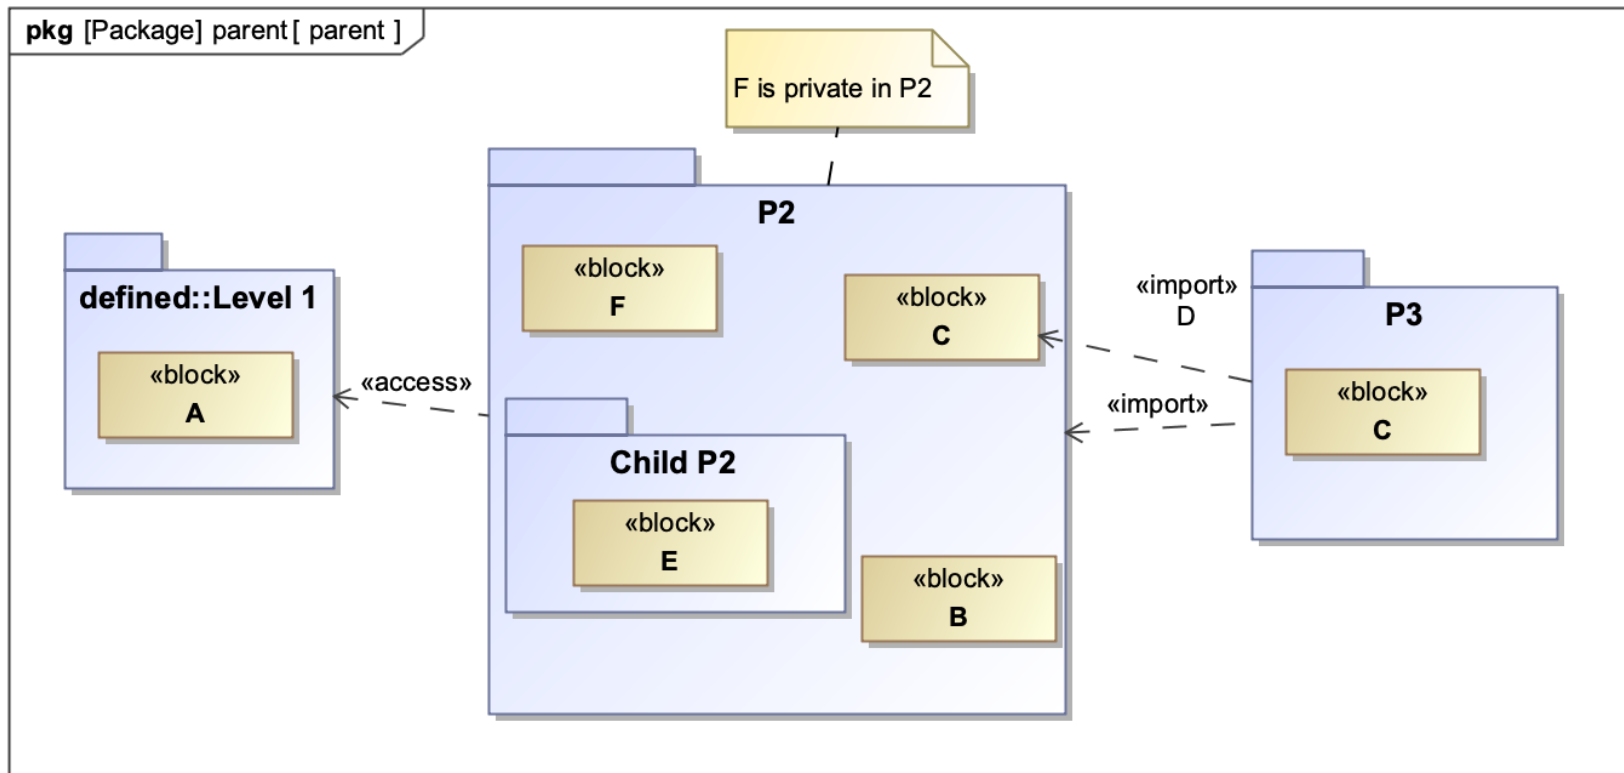 pkg [Package] parent[ parent ]
F is private in P2
P2
defined::Level 1
«block»
A
«access»
«block»
F
«block»
C
Child P2
«block»
E
«block»
B
«import»
D
«import»
P3
«block»
C